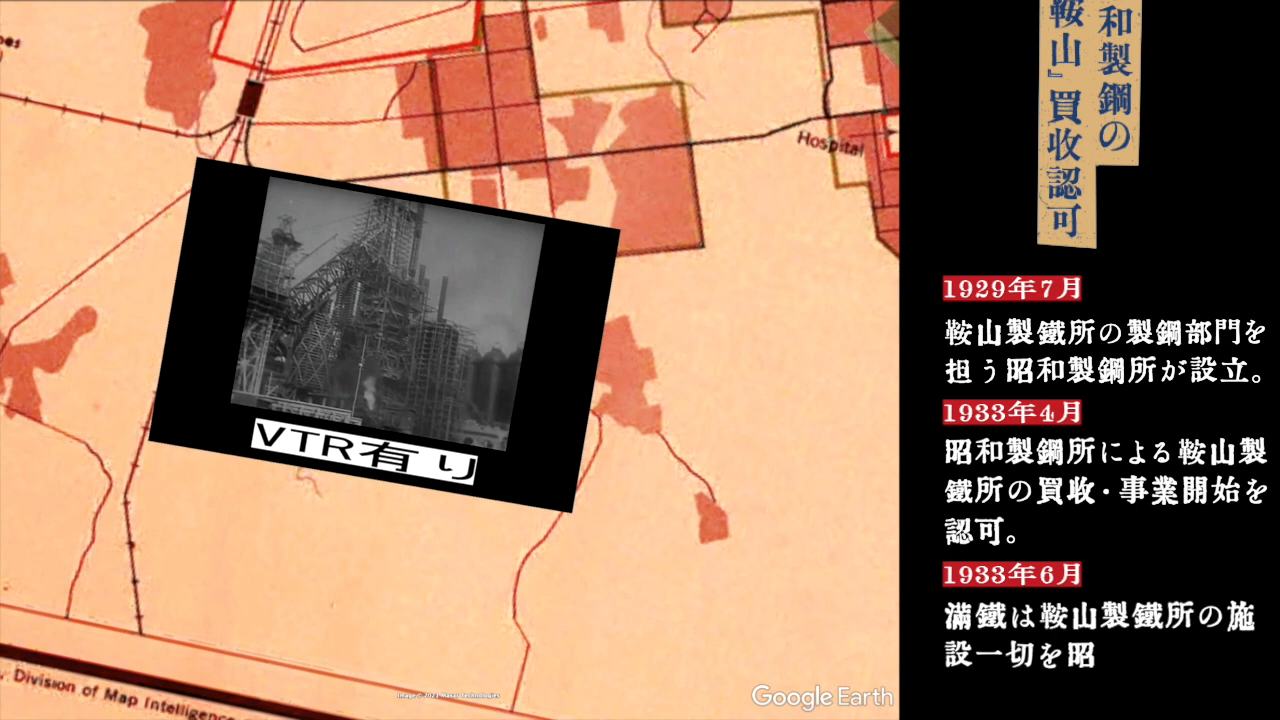 和製鋼の
鞍山』買收認可
Hospital
VTR有り
1929年7月
鞍山製鐵所の製鋼部門を
担う昭和製鋼所が設立。
1933年4月
昭和製鋼所による鞍山製
鐵所の買收・事業開始を
認可。
1933年6月
滿鐵は鞍山製鐵所の施
設一切を昭
Division of Map Intelligence
Google Earth